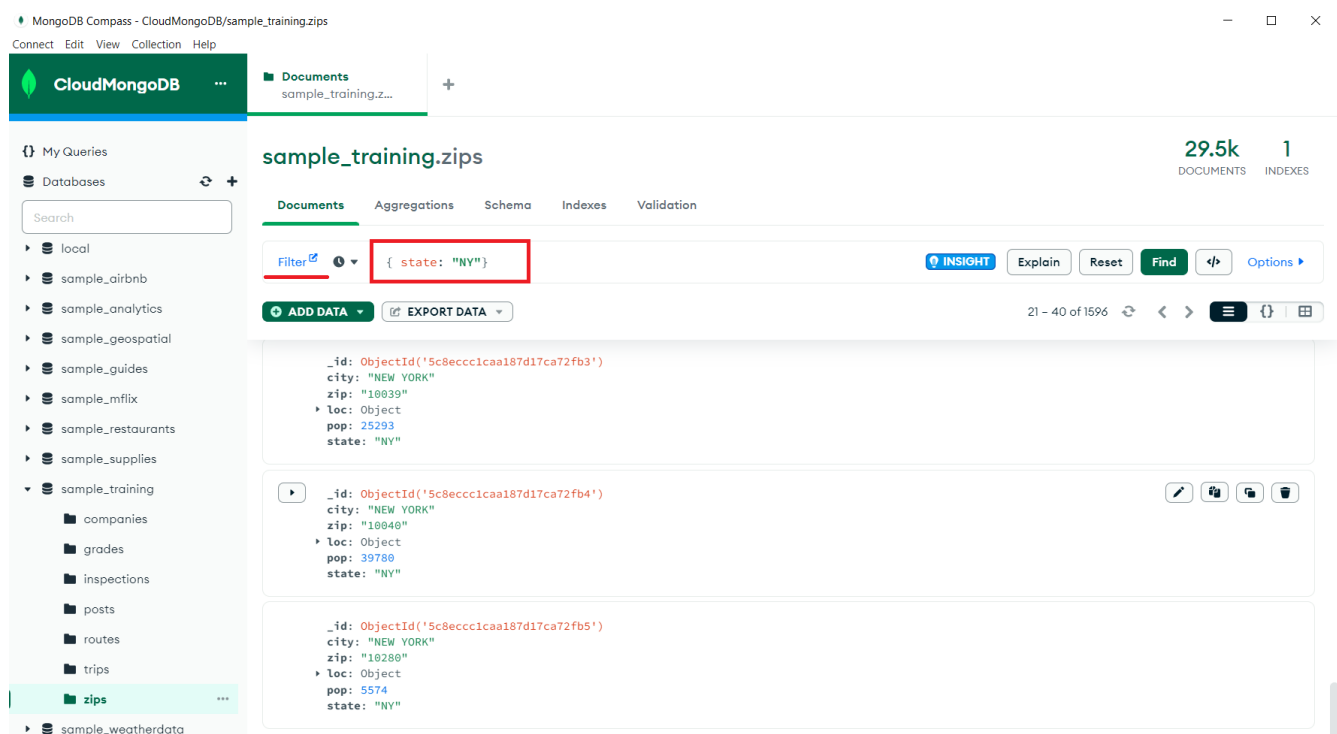 MongoDB Compass - CloudMongoDB/sample_training.zips
Connect Edit View Collection Help
CloudMongoDB ...
{} My Queries
Databases
Search
local
sample_airbnb
sample_analytics
sample_geospatial
sample_guides
sample_mflix
sample_restaurants
sample_supplies
sample_training
companies
grades
inspections
posts
routes
trips
zips ...
sample_weatherdata
Documents
sample_training.z...
sample_training.zips
29.5k
DOCUMENTS
1
INDEXES
Documents Aggregations Schema Indexes Validation
Filter { state: "NY"} INSIGHT Explain Reset Find </> Options
ADD DATA EXPORT DATA 21 – 40 of 1596 {}
_id: ObjectId('5c8eccc1caa187d17ca72fb3')
city: "NEW YORK"
zip: "10039"
loc: Object
pop: 25293
state: "NY"
_id: ObjectId('5c8eccc1caa187d17ca72fb4')
city: "NEW YORK"
zip: "10040"
loc: Object
pop: 39780
state: "NY"
_id: ObjectId('5c8eccc1caa187d17ca72fb5')
city: "NEW YORK"
zip: "10280"
loc: Object
pop: 5574
state: "NY"